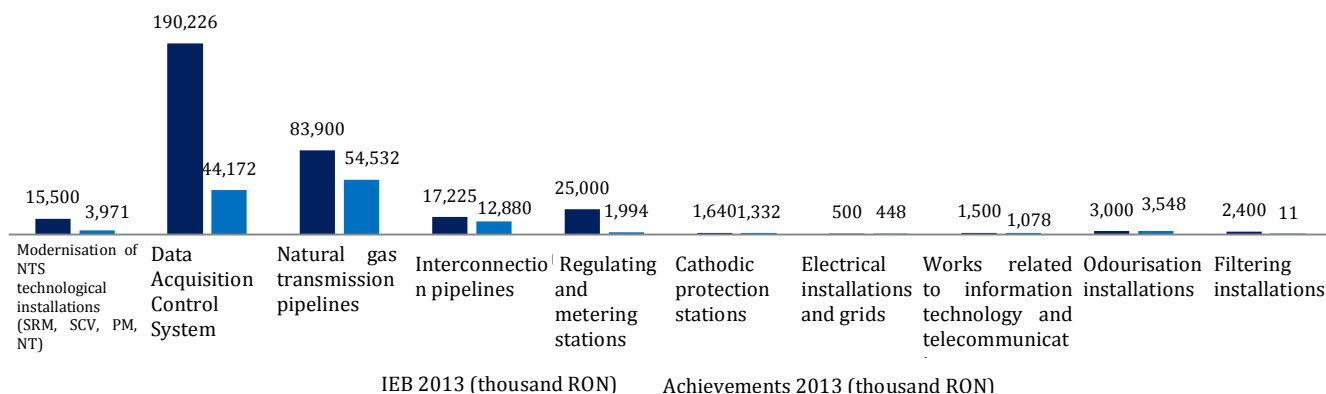 190,226
83,900
44,172
54,532
15,500
3,971
17,225
12,880
25,000
1,994
1,640
1,332
500
448
1,500
1,078
3,000
3,548
2,400
11
Modernisation of
NTS
technological
installations
(SRM, SCV, PM,
NT)
Data
Acquisition
Control
System
Natural gas
transmission
pipelines
Interconnectio
n pipelines
Regulating
and
metering
stations
Cathodic
protection
stations
Electrical
installations
and grids
Works related
to information
technology and
telecommunicat
Odourisation
installations
Filtering
installations
IEB 2013 (thousand RON)
Achievements 2013 (thousand RON)